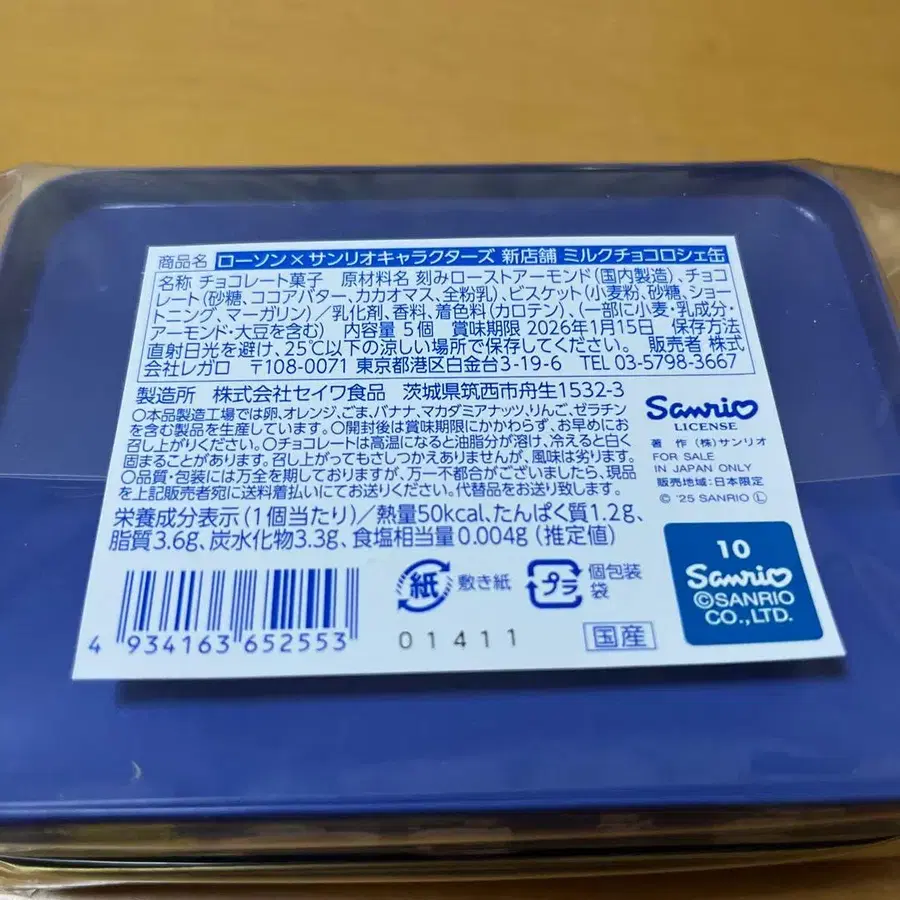 商品名 ローソン×サンリオキャラクターズ 新店舗 ミルクチョコロシェ缶
名称 チョコレート菓子 原材料名 刻みローストアーモンド(国内製造)、チョコ
レート(砂糖、ココアバター、カカオマス、全粉乳)、ビスケット(小麦粉、砂糖、ショー
トニング、マーガリン)/乳化剤、香料、着色料(カロテン)、(一部に小麦・乳成分・
アーモンド・大豆を含む) 内容量 5個 賞味期限 2026年1月15日 保存方法
直射日光を避け、25℃以下の涼しい場所で保存してください。 販売者 株式
会社レガロ 〒108-0071 東京都港区白金台3-19-6 TEL 03-5798-3667
製造所 株式会社セイワ食品 茨城県筑西市舟生1532-3
○本品製造工場では卵、オレンジ、ごま、バナナ、マカダミアナッツ、りんご、ゼラチン
を含む製品を生産しています。○開封後は賞味期限にかかわらず、お早めにお
召し上がりください。○チョコレートは高温になると油脂分が溶け、冷えると白く
固まることがあります。召し上がってもさしつかえありませんが、風味は劣ります。
○品質・包装には万全を期しておりますが、万一不都合がございましたら、現品
を上記販売者宛に送料着払いにてお送りください。代替品をお送り致します。
栄養成分表示(1個当たり)/熱量50kcal、たんぱく質1.2g、
脂質3.6g、炭水化物3.3g、食塩相当量0.004g(推定値)
Sanrio
LICENSE
著作(株)サンリオ
FOR SALE
IN JAPAN ONLY
販売地域:日本限定
© '25 SANRIO Ⓛ
10
Sanrio
©SANRIO
CO.,LTD.
紙 敷き紙
プラ 個包装
袋
4 934163 652553
01411
国産